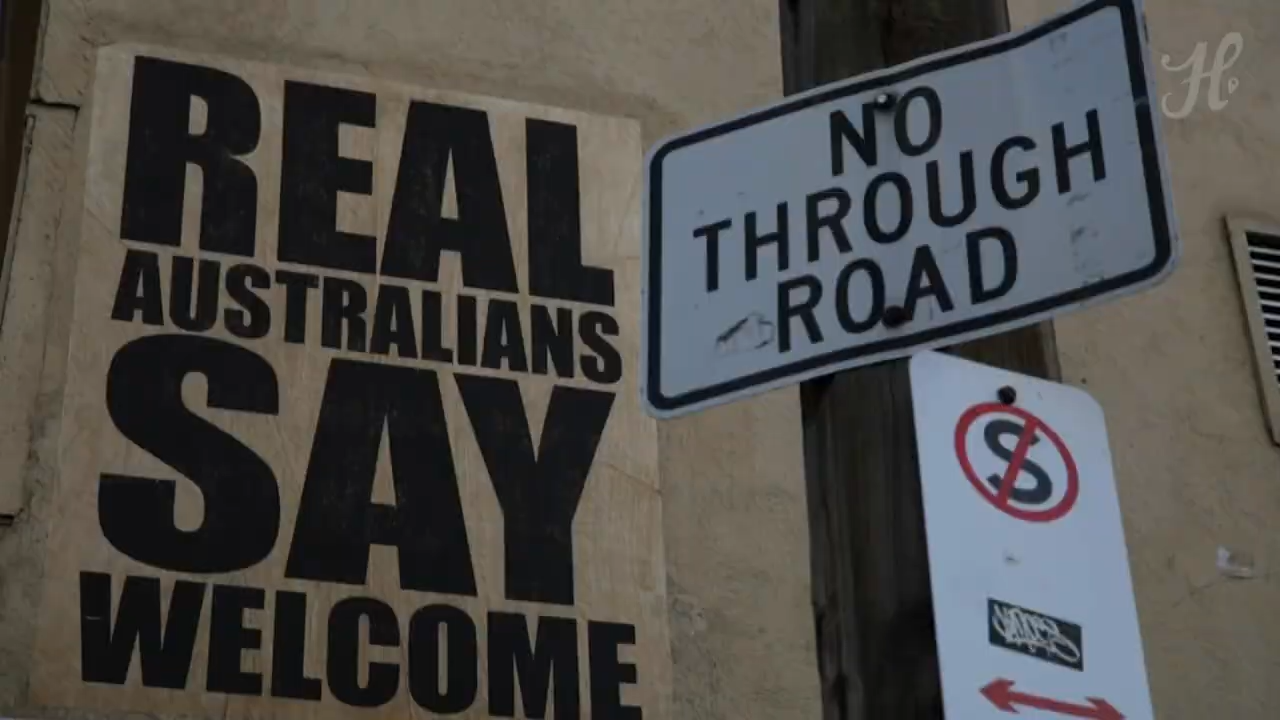 REAL
AUSTRALIANS
SAY
WELCOME
NO
THROUGH
ROAD
S
H